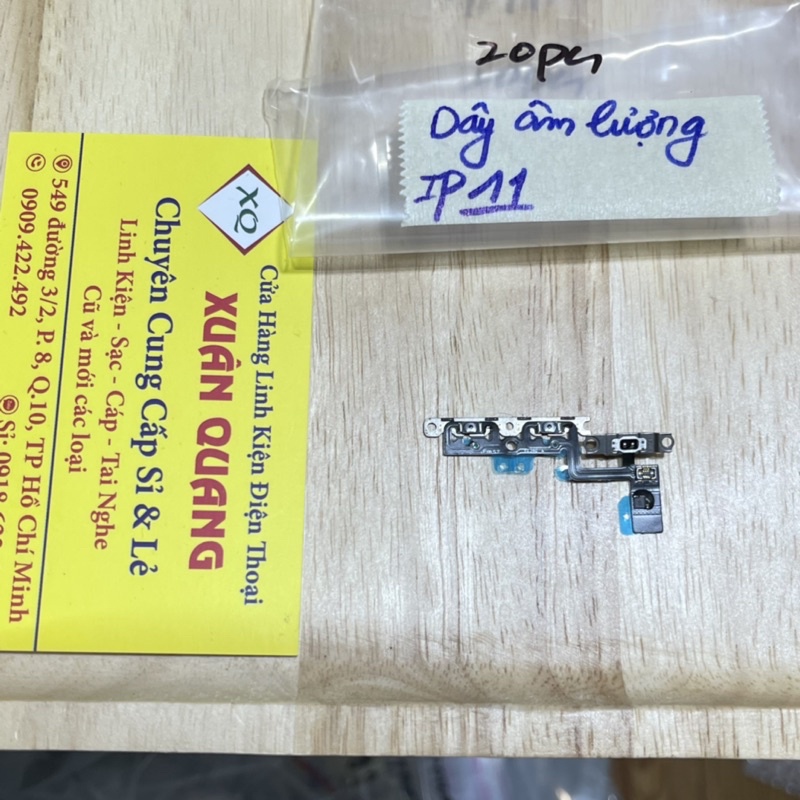 20pcs
Dây âm lượng
IP 11
XQ
Cửa Hàng Linh Kiện Điện Thoại
XUÂN QUANG
Chuyên Cung Cấp Sỉ & Lẻ
Linh Kiện - Sạc - Cáp - Tai Nghe
Cũ và mới các loại
549 đường 3/2, P. 8, Q.10, TP Hồ Chí Minh
0909.422.492
Sỉ: 0918